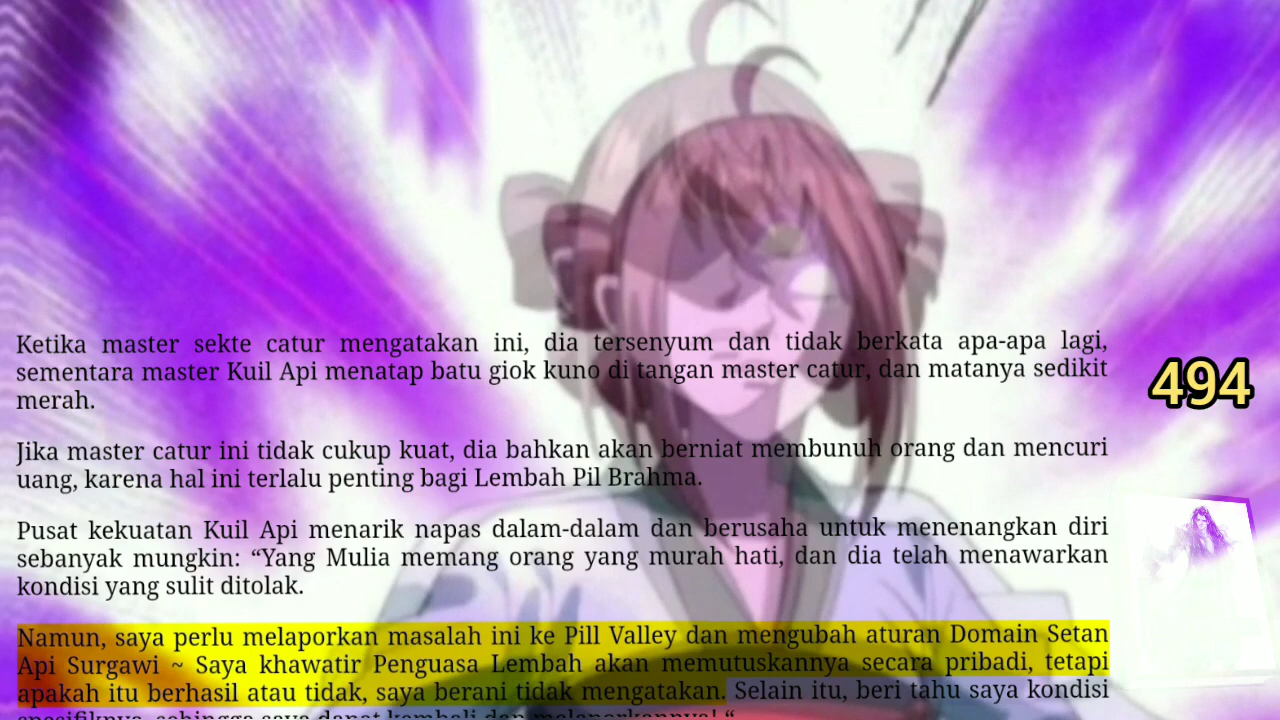 Ketika master sekte catur mengatakan ini, dia tersenyum dan tidak berkata apa-apa lagi,
sementara master Kuil Api menatap batu giok kuno di tangan master catur, dan matanya sedikit
merah.
494
Jika master catur ini tidak cukup kuat, dia bahkan akan berniat membunuh orang dan mencuri
uang, karena hal ini terlalu penting bagi Lembah Pil Brahma.
Pusat kekuatan Kuil Api menarik napas dalam-dalam dan berusaha untuk menenangkan diri
sebanyak mungkin: “Yang Mulia memang orang yang murah hati, dan dia telah menawarkan
kondisi yang sulit ditolak.
Namun, saya perlu melaporkan masalah ini ke Pill Valley dan mengubah aturan Domain Setan
Api Surgawi ~ Saya khawatir Penguasa Lembah akan memutuskannya secara pribadi, tetapi
apakah itu berhasil atau tidak, saya berani tidak mengatakan. Selain itu, beri tahu saya kondisi